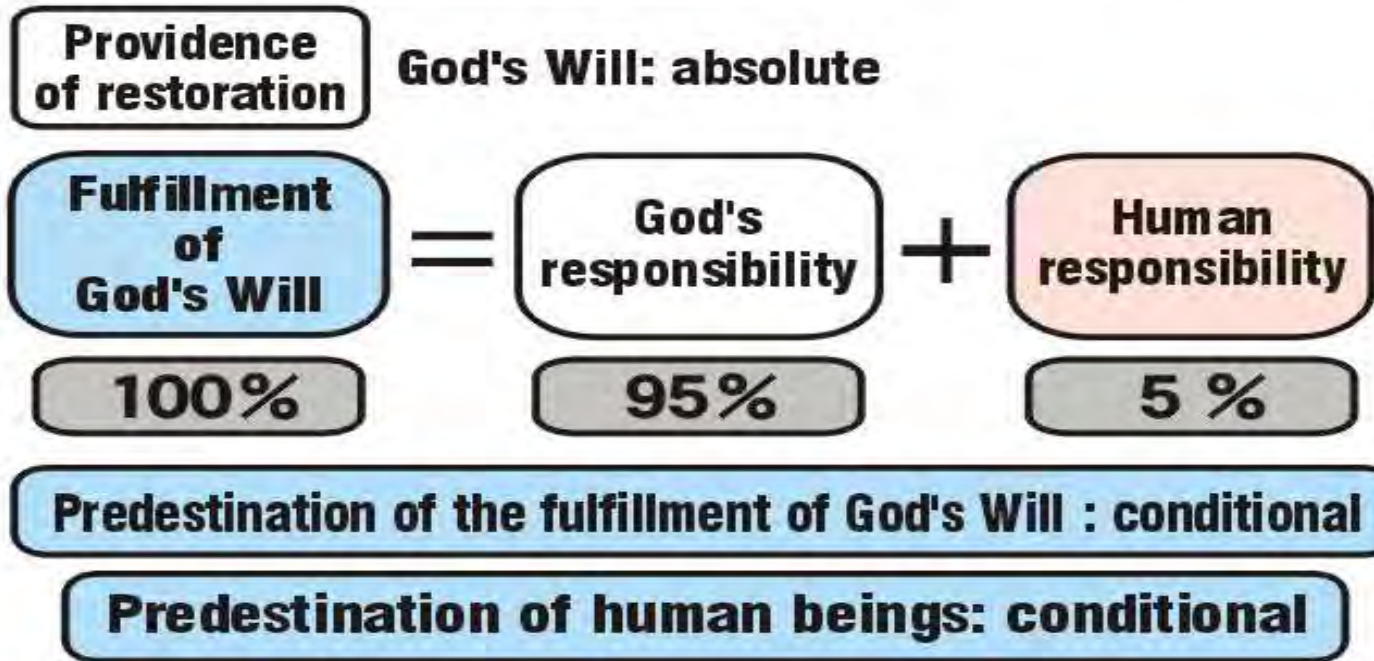 Providence
of restoration
God's Will: absolute
Fulfillment
of
God's Will
=
God's
responsibility
+
Human
responsibility
100%
95%
5 %
Predestination of the fulfillment of God's Will : conditional
Predestination of human beings: conditional